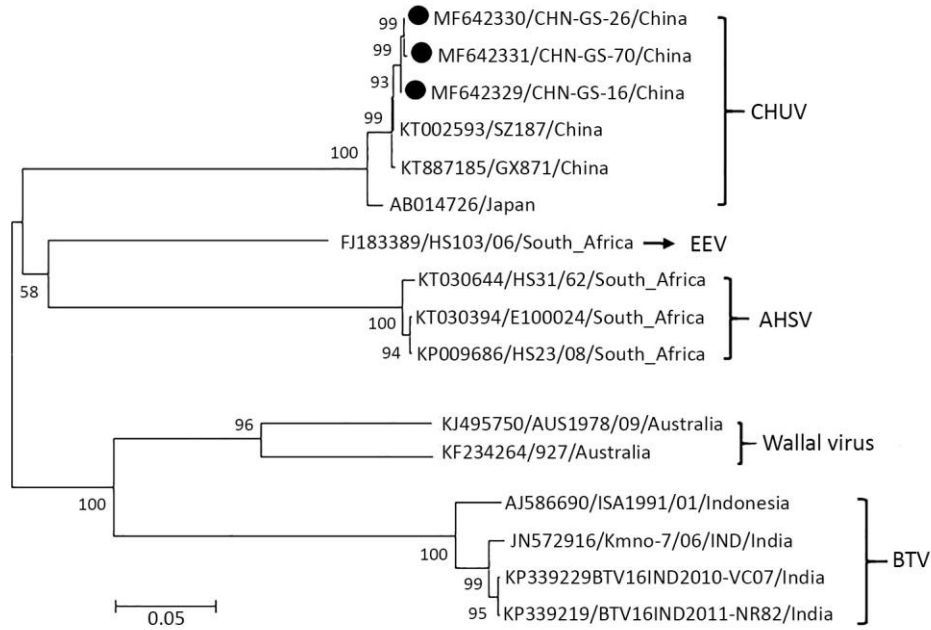 99
MF642330/CHN-GS-26/China
99
MF642331/CHN-GS-70/China
93
MF642329/CHN-GS-16/China
CHUV
99
KT002593/SZ187/China
100
KT887185/GX871/China
AB014726/Japan
FJ183389/HS103/06/South_Africa
EEV
58
KT030644/HS31/62/South_Africa
100
KT030394/E100024/South_Africa
AHSV
94
KP009686/HS23/08/South_Africa
96
KJ495750/AUS1978/09/Australia
Wallal virus
KF234264/927/Australia
100
AJ586690/ISA1991/01/Indonesia
100
JN572916/Kmno-7/06/IND/India
BTV
99
KP339229BTV16IND2010-VC07/India
95
KP339219/BTV16IND2011-NR82/India
0.05